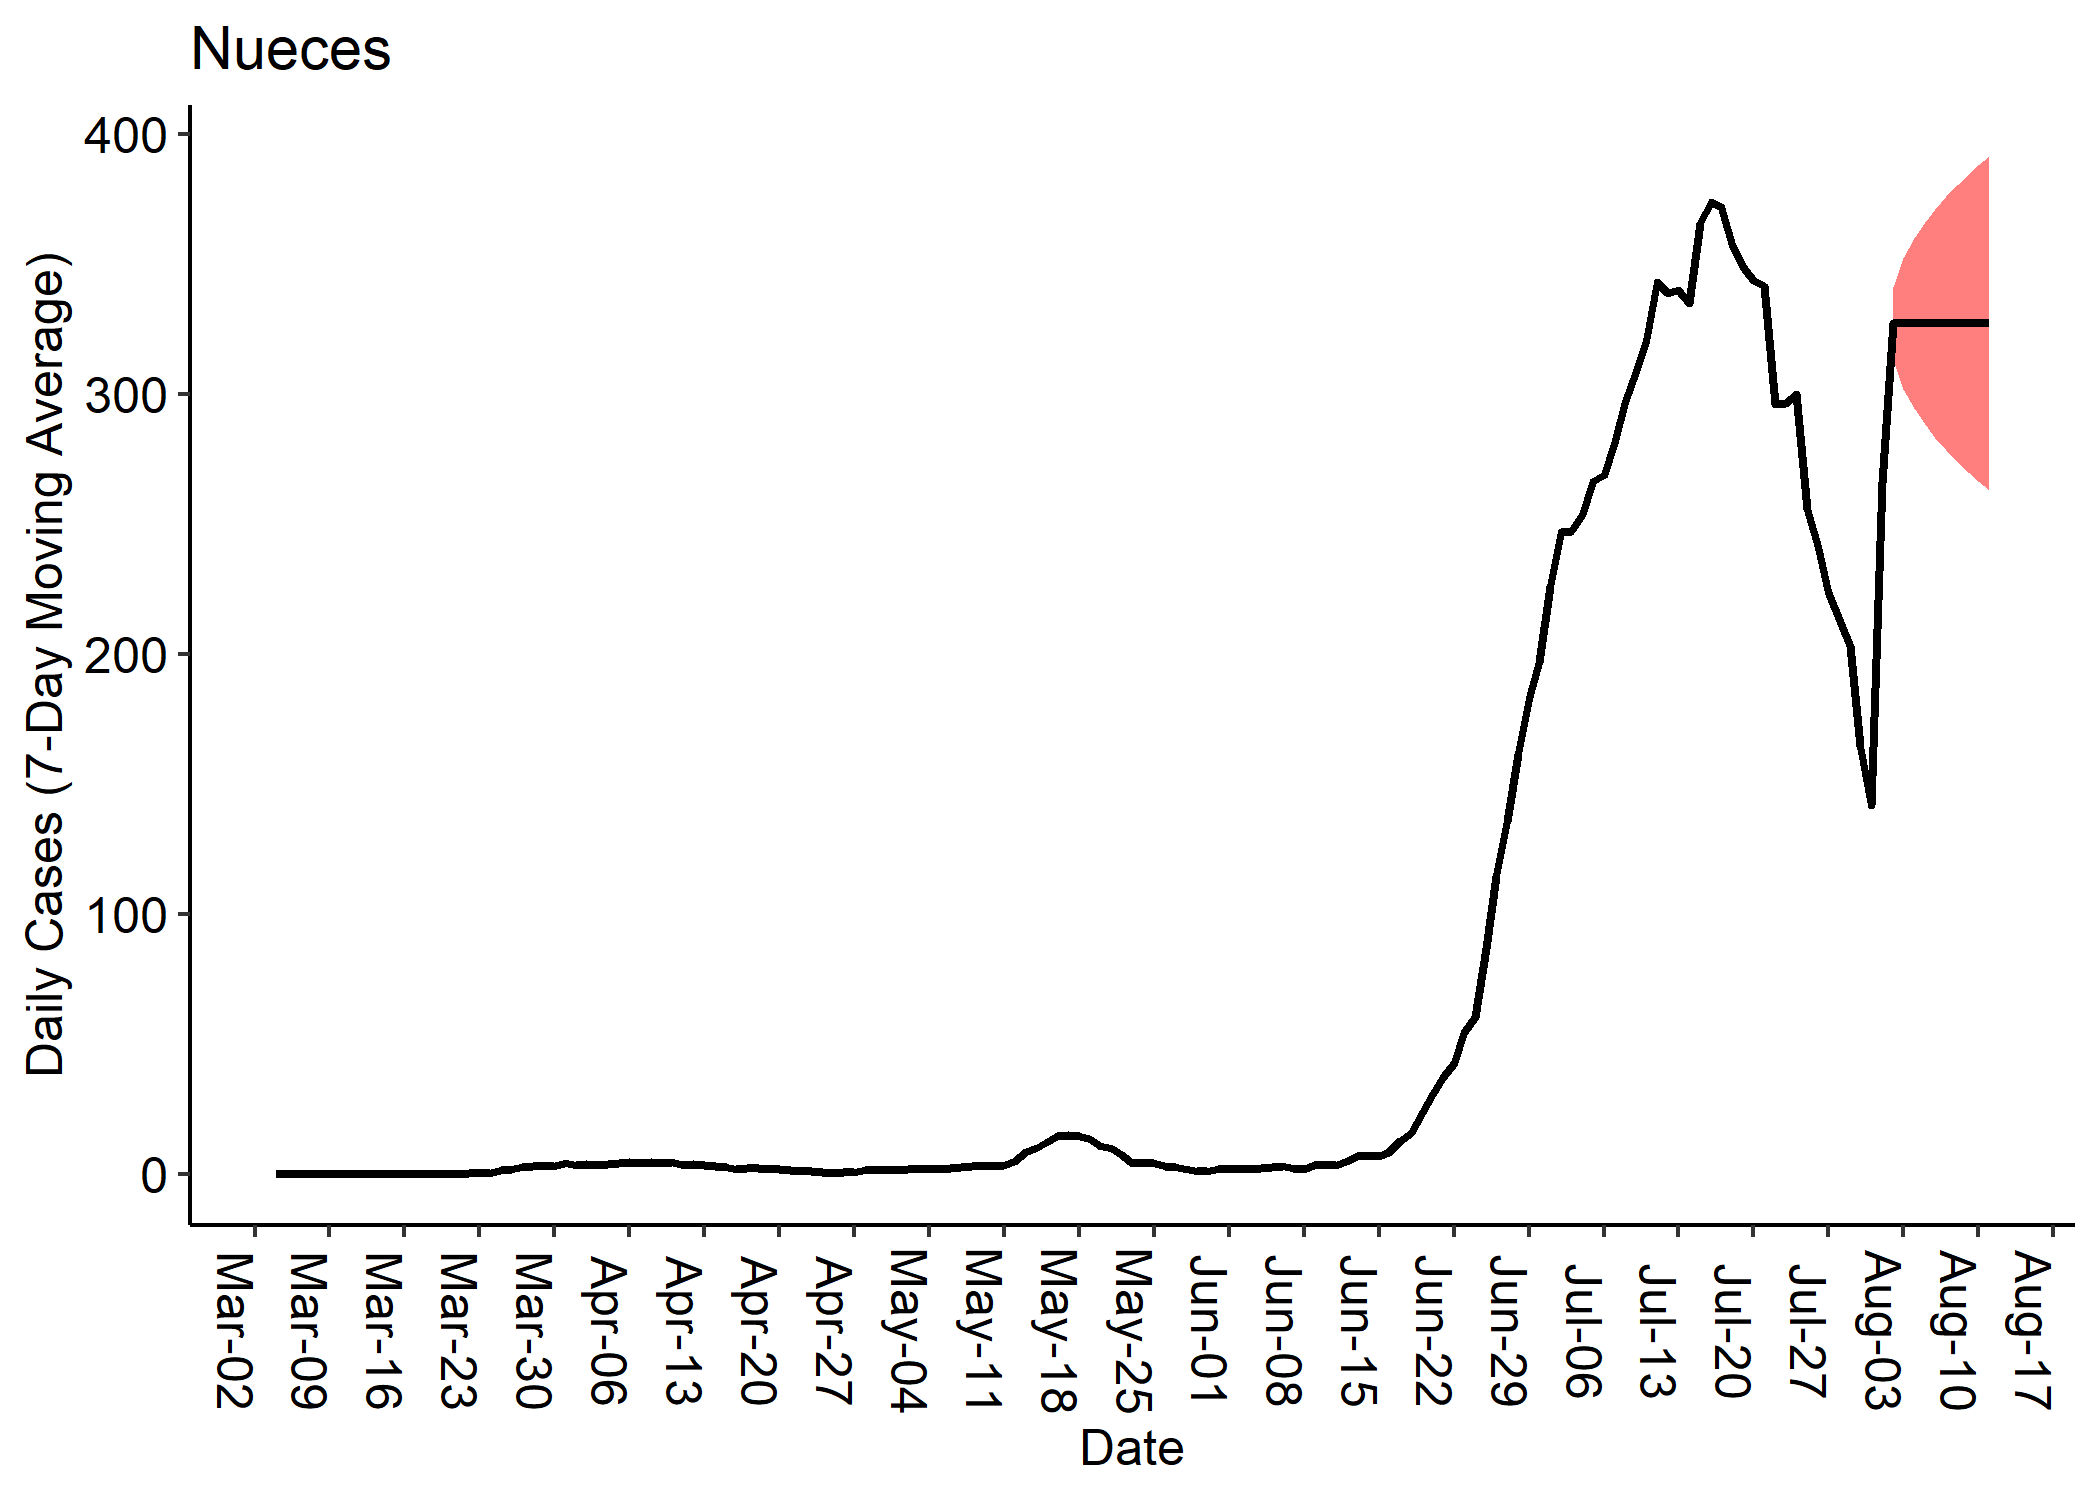 Nueces
Daily Cases (7-Day Moving Average)
400
300
200
100
0
Mar-02
Mar-09
Mar-16
Mar-23
Mar-30
Apr-06
Apr-13
Apr-20
Apr-27
May-04
May-11
May-18
May-25
Jun-01
Jun-08
Jun-15
Jun-22
Jun-29
Jul-06
Jul-13
Jul-20
Jul-27
Aug-03
Aug-10
Aug-17
Date